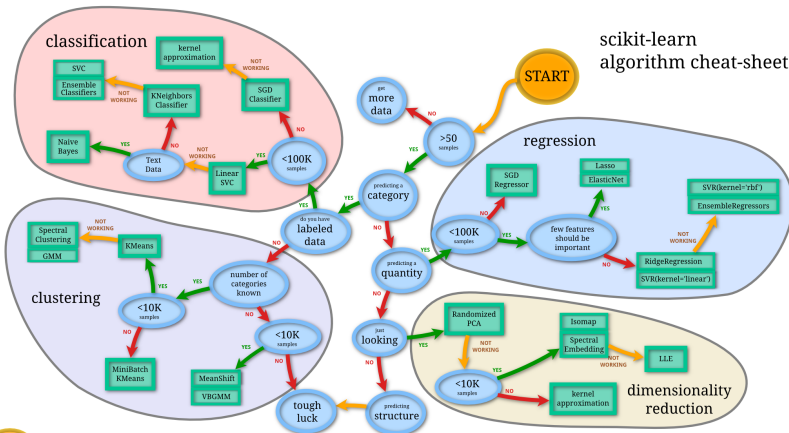 scikit-learn
algorithm cheat-sheet
START
classification
kernel
approximation
NOT
WORKING
SVC
Ensemble
Classifiers
NOT
WORKING
KNeighbors
Classifier
SGD
Classifier
NO
NO
Naive
Bayes
YES
Text
Data
NOT
WORKING
Linear
SVC
YES
<100K
samples
YES
get
more
data
NO
>50
samples
YES
predicting a
category
YES
do you have
labeled
data
NO
NO
predicting a
quantity
YES
NO
just
looking
YES
NO
predicting
structure
tough
luck
regression
SGD
Regressor
NO
<100K
samples
YES
Lasso
ElasticNet
YES
few features
should be
important
NO
SVR(kernel='rbf')
EnsembleRegressors
NOT
WORKING
RidgeRegression
SVR(kernel='linear')
clustering
Spectral
Clustering
GMM
NOT
WORKING
KMeans
YES
number of
categories
known
YES
NO
<10K
samples
NO
MiniBatch
KMeans
<10K
samples
YES
NO
MeanShift
VBGMM
Randomized
PCA
NOT
WORKING
<10K
samples
YES
NO
Isomap
Spectral
Embedding
NOT
WORKING
LLE
kernel
approximation
dimensionality
reduction